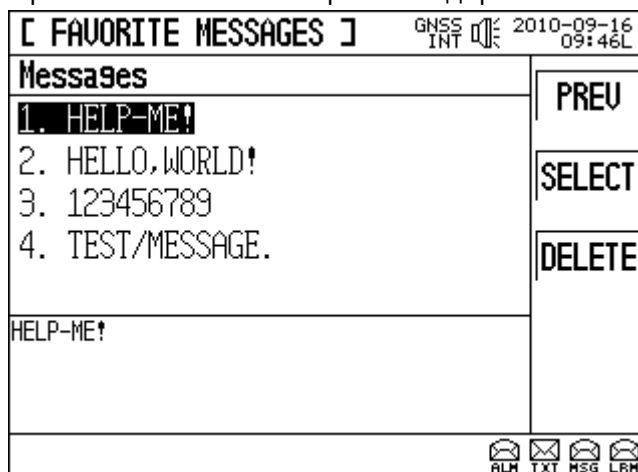 [ FAVORITE MESSAGES ]
GNSS
INT
2010-09-16
09:46L
Messages
1. HELP-ME!
2. HELLO,WORLD!
3. 123456789
4. TEST/MESSAGE.
HELP-ME!
PREV
SELECT
DELETE
ALM TXT MSG LRM